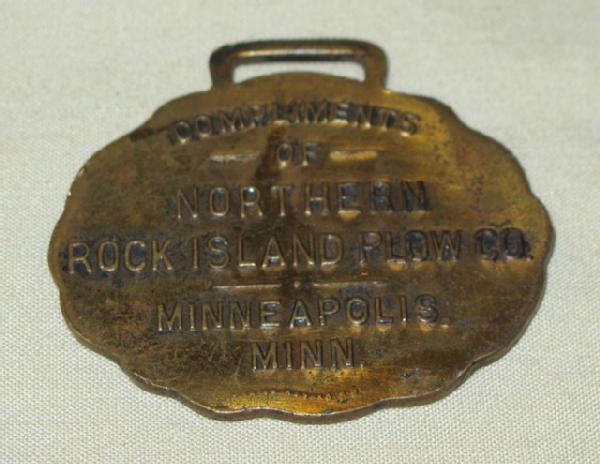 COMPLIMENTS
OF
NORTHERN
ROCK ISLAND PLOW CO.
MINNEAPOLIS.
MINN.